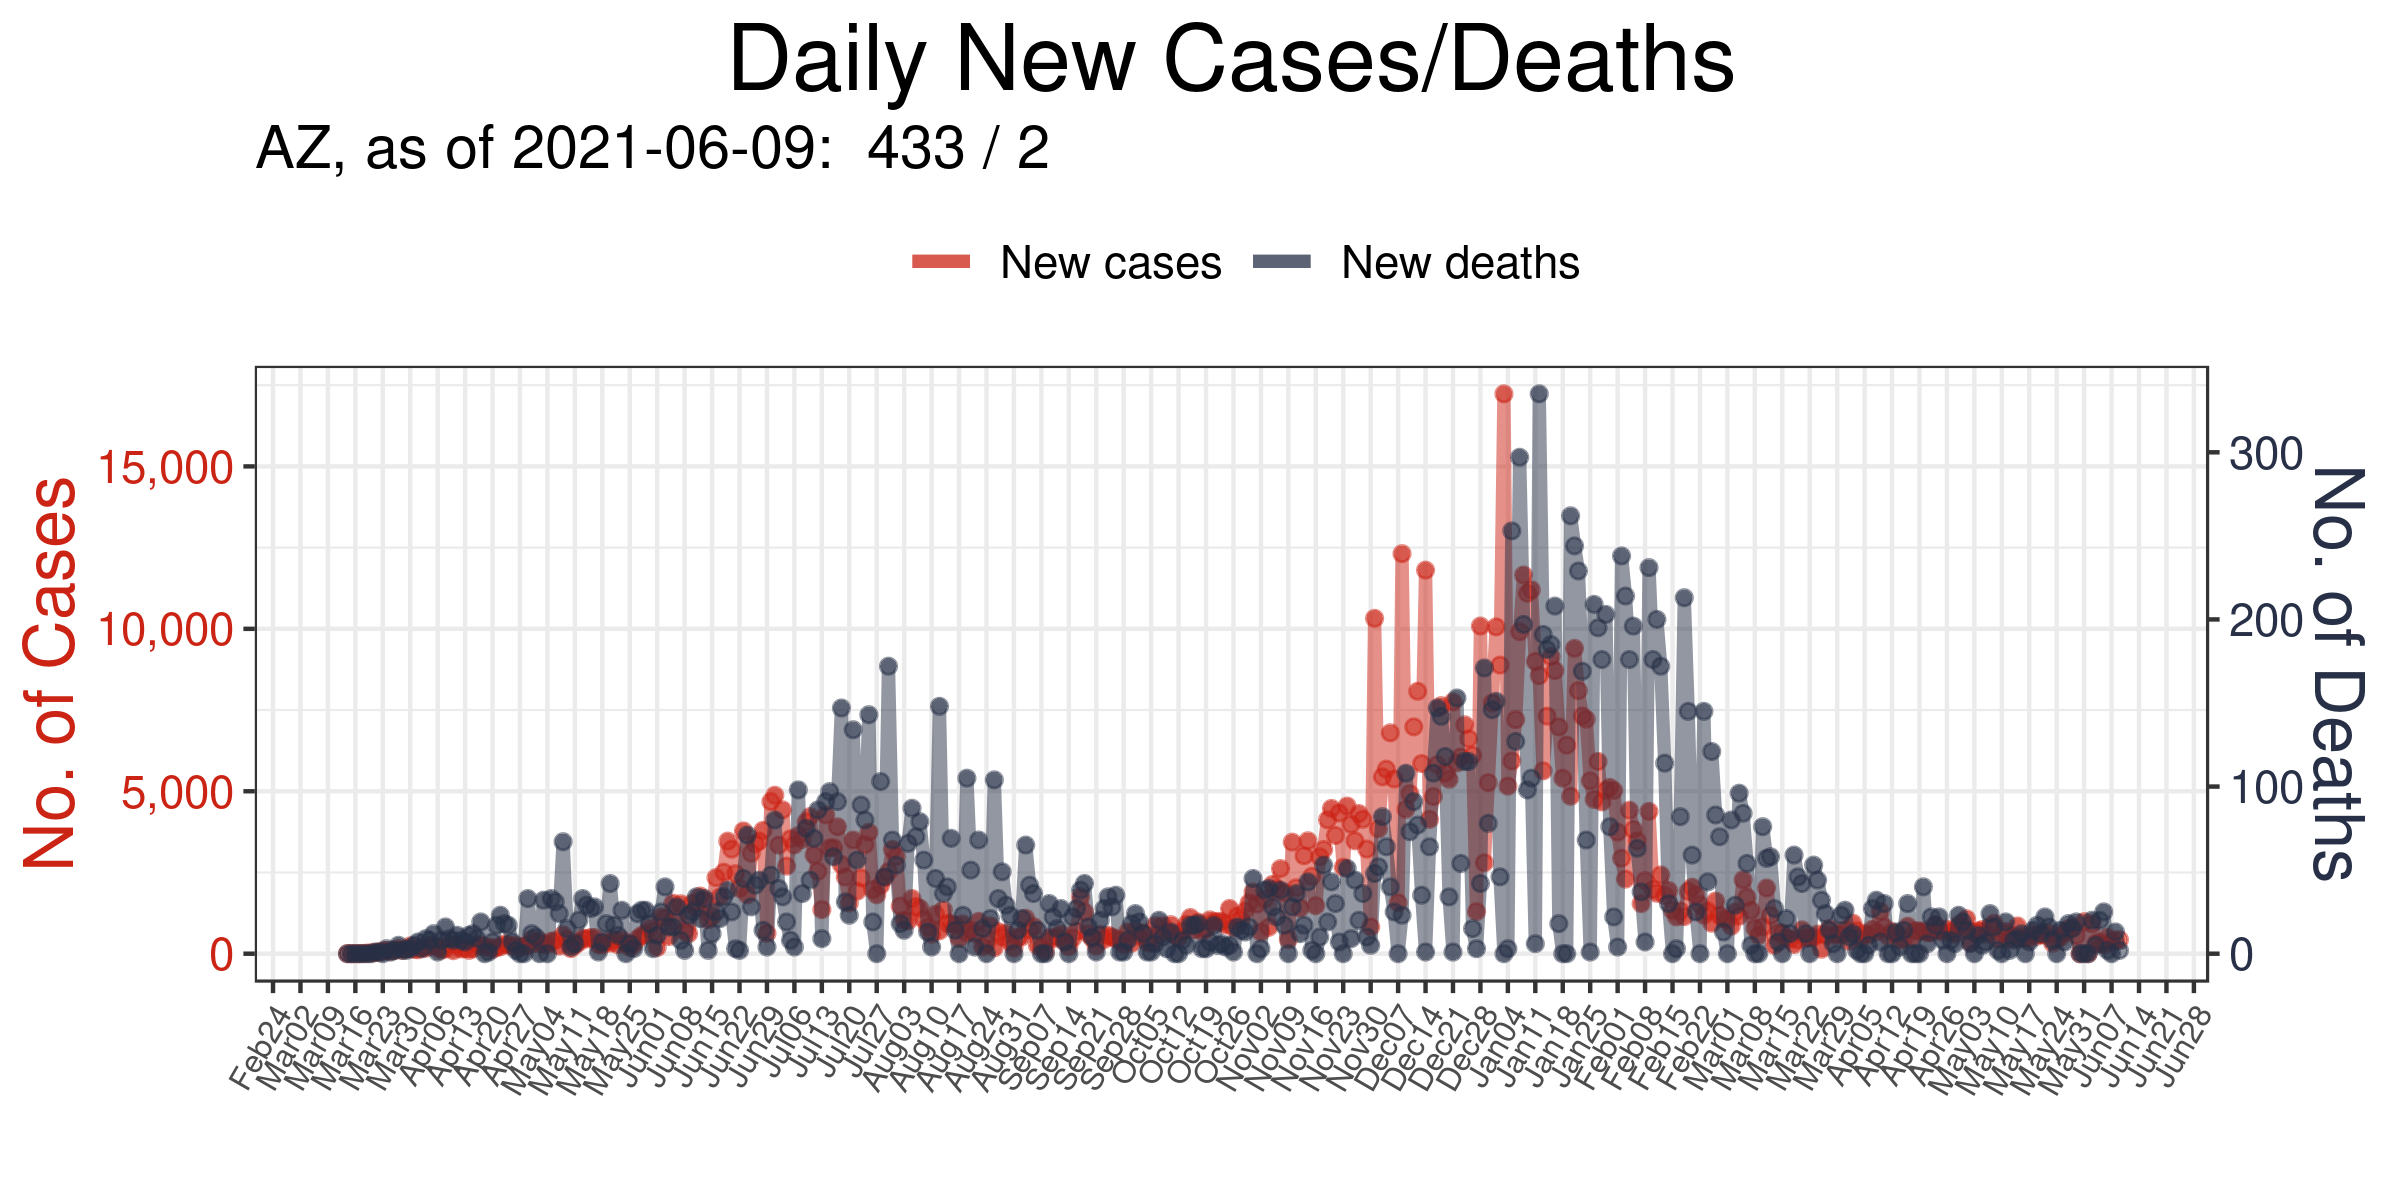 Daily New Cases/Deaths
AZ, as of 2021-06-09:  433 / 2
New cases
New deaths
No. of Cases
15,000
10,000
5,000
0
300
200
100
0
No. of Deaths
Feb24
Mar02
Mar09
Mar16
Mar23
Mar30
Apr06
Apr13
Apr20
Apr27
May04
May11
May18
May25
Jun01
Jun08
Jun15
Jun22
Jun29
Jul06
Jul13
Jul20
Jul27
Aug03
Aug10
Aug17
Aug24
Aug31
Sep07
Sep14
Sep21
Sep28
Oct05
Oct12
Oct19
Oct26
Nov02
Nov09
Nov16
Nov23
Nov30
Dec07
Dec14
Dec21
Dec28
Jan04
Jan11
Jan18
Jan25
Feb01
Feb08
Feb15
Feb22
Mar01
Mar08
Mar15
Mar22
Mar29
Apr05
Apr12
Apr19
Apr26
May03
May10
May17
May24
May31
Jun07
Jun14
Jun21
Jun28